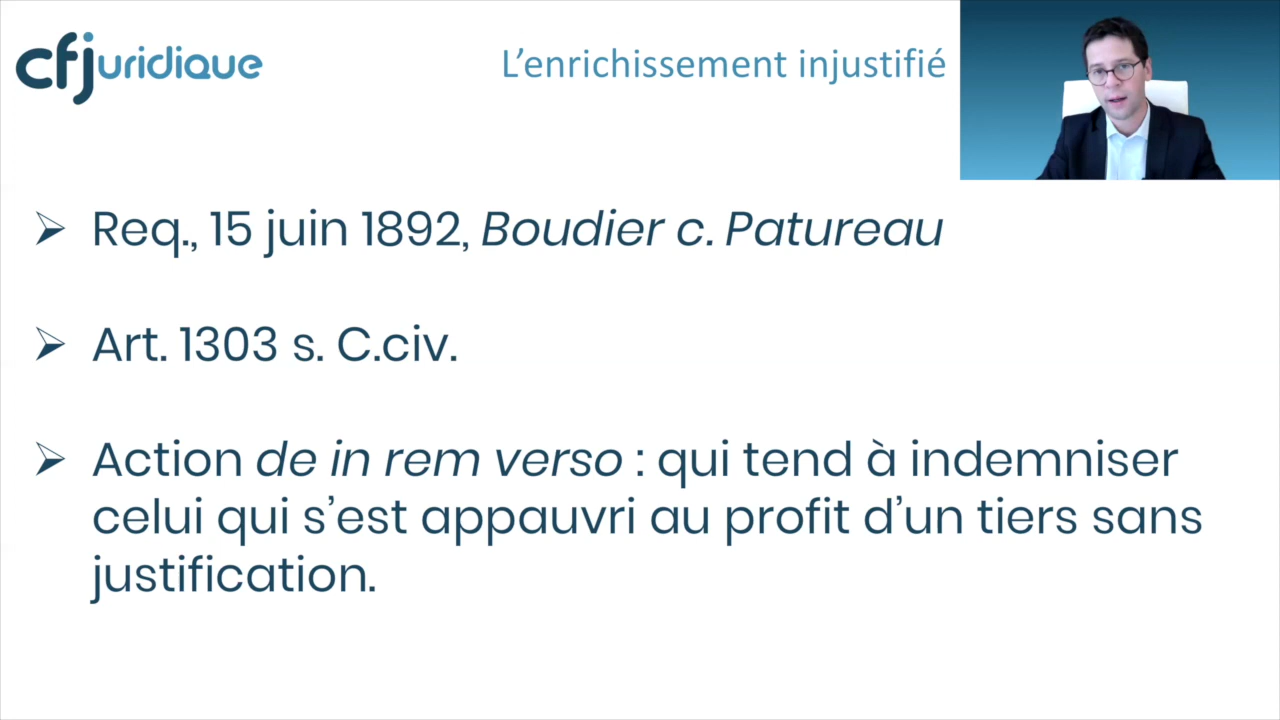 cfjuridique
L’enrichissement injustifié
Req., 15 juin 1892, Boudier c. Patureau
Art. 1303 s. C.civ.
Action de in rem verso : qui tend à indemniser
celui qui s’est appauvri au profit d’un tiers sans
justification.